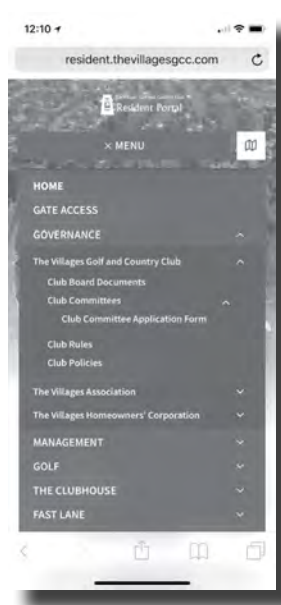 12:10
resident.thevillagesgcc.com
Resident Portal
× MENU
HOME
GATE ACCESS
GOVERNANCE
The Villages Golf and Country Club
Club Board Documents
Club Committees
Club Committee Application Form
Club Rules
Club Policies
The Villages Association
The Villages Homeowners' Corporation
MANAGEMENT
GOLF
THE CLUBHOUSE
FAST LANE